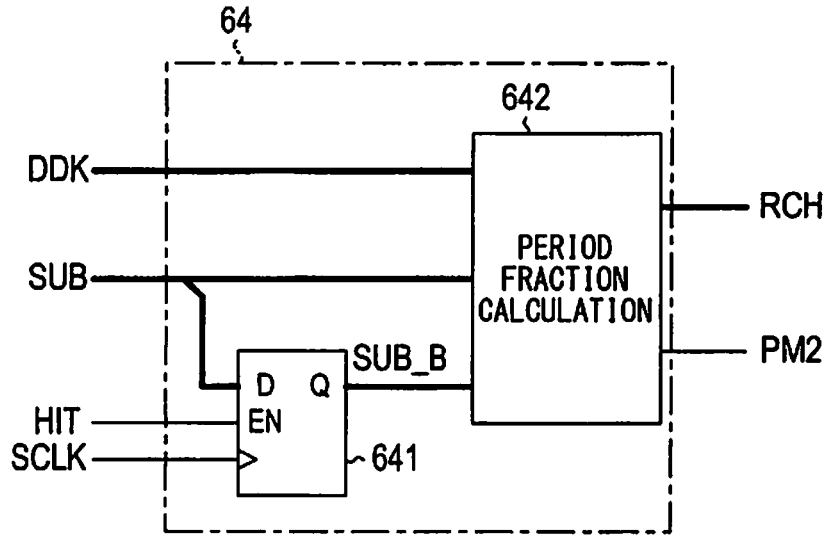 64
642
DDK
RCH
PERIOD
FRACTION
CALCULATION
SUB
SUB_B
PM2
D Q
HIT
EN
SCLK
641